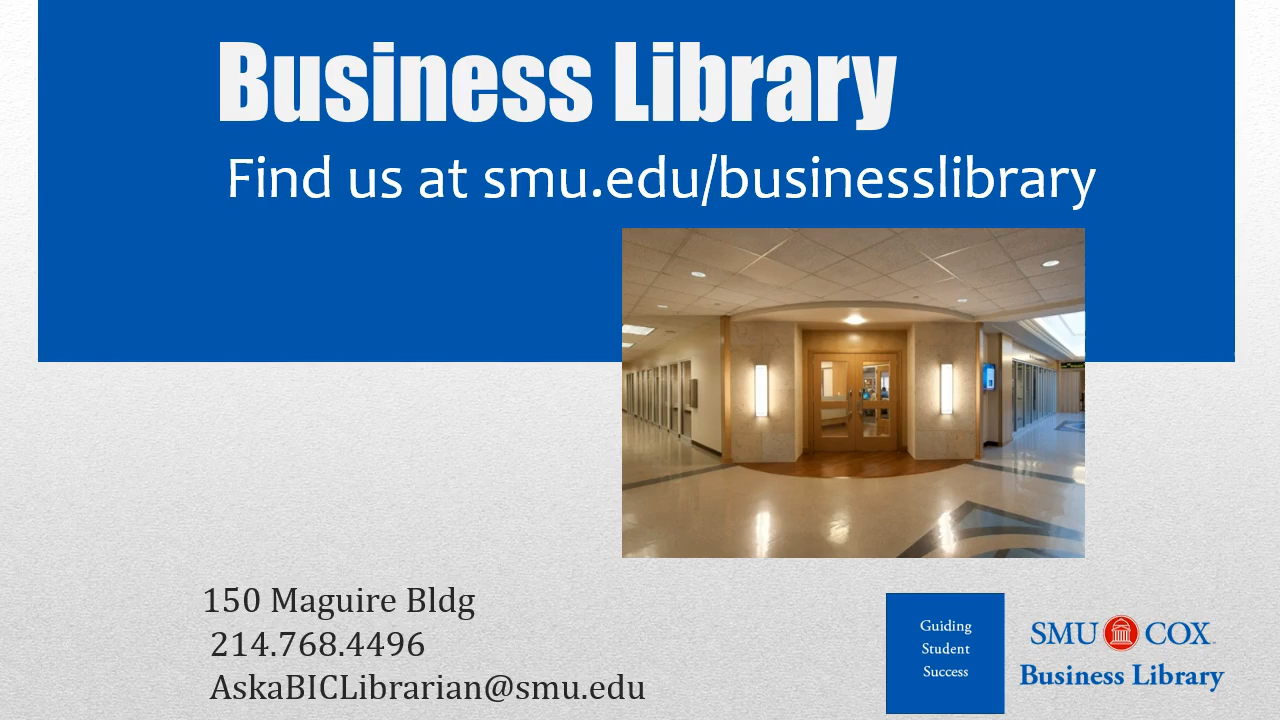 Business Library
Find us at smu.edu/businesslibrary
150 Maguire Bldg
214.768.4496
AskaBICLibrarian@smu.edu
Guiding
Student
Success
SMU COX
Business Library